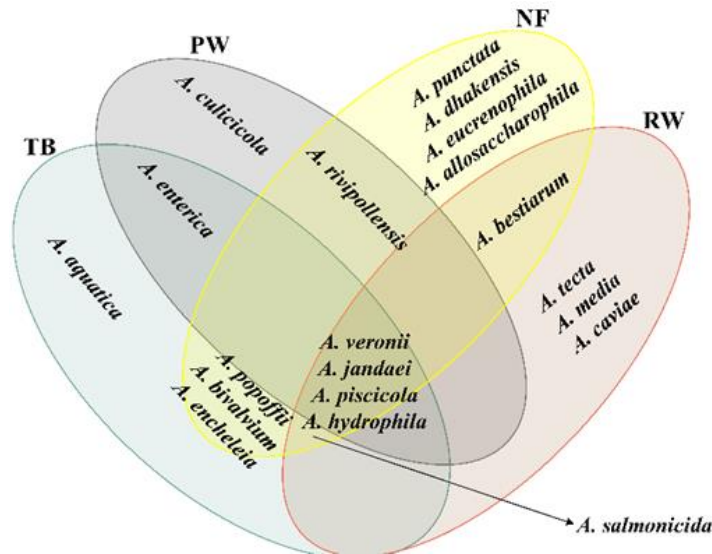 NF
PW
RW
TB
A. punctata
A. dhakensis
A. eucrenophila
A. allosaccharophila
A. culicicola
A. rivipollensis
A. enterica
A. bestiarum
A. aquatica
A. tecta
A. media
A. caviae
A. veronii
A. jandaei
A. piscicola
A. hydrophila
A. popoffii
A. bivalvium
A. encheleia
A. salmonicida